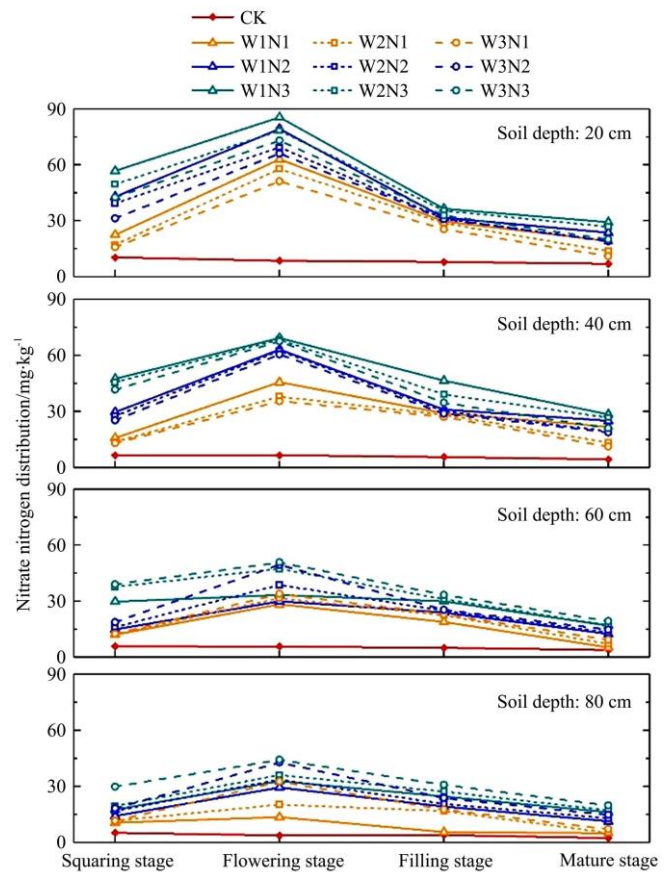 CK
W1N1 W2N1 W3N1
W1N2 W2N2 W3N2
W1N3 W2N3 W3N3
90
60
30
0
Soil depth: 20 cm
90
60
30
0
Soil depth: 40 cm
90
60
30
0
Soil depth: 60 cm
90
60
30
0
Soil depth: 80 cm
Nitrate nitrogen distribution/mg·kg⁻¹
Squaring stage Flowering stage Filling stage Mature stage